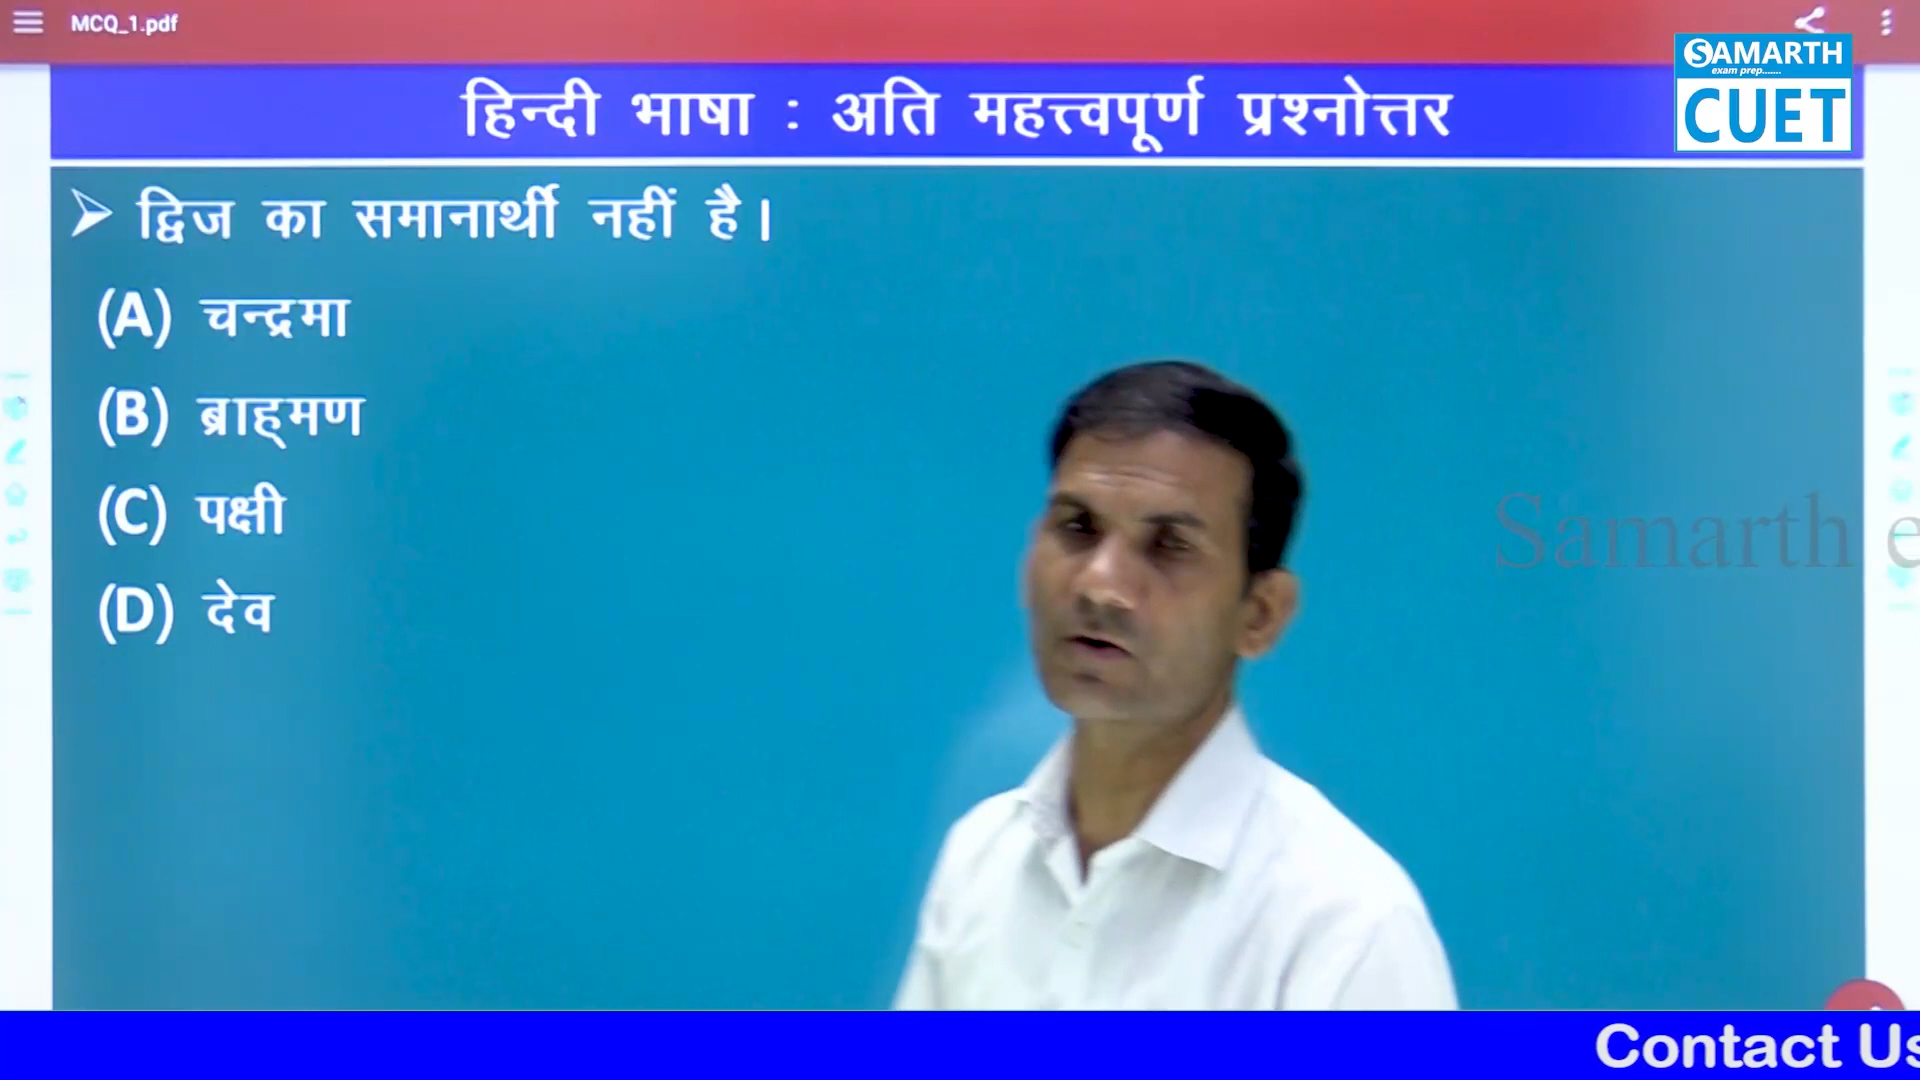 MCQ_1.pdf
SAMARTH
exam prep.......
CUET
हिन्दी भाषा : अति महत्त्वपूर्ण प्रश्नोत्तर
द्विज का समानार्थी नहीं है।
(A) चन्द्रमा
(B) ब्राह्मण
(C) पक्षी
(D) देव
Samarth e
Contact Us